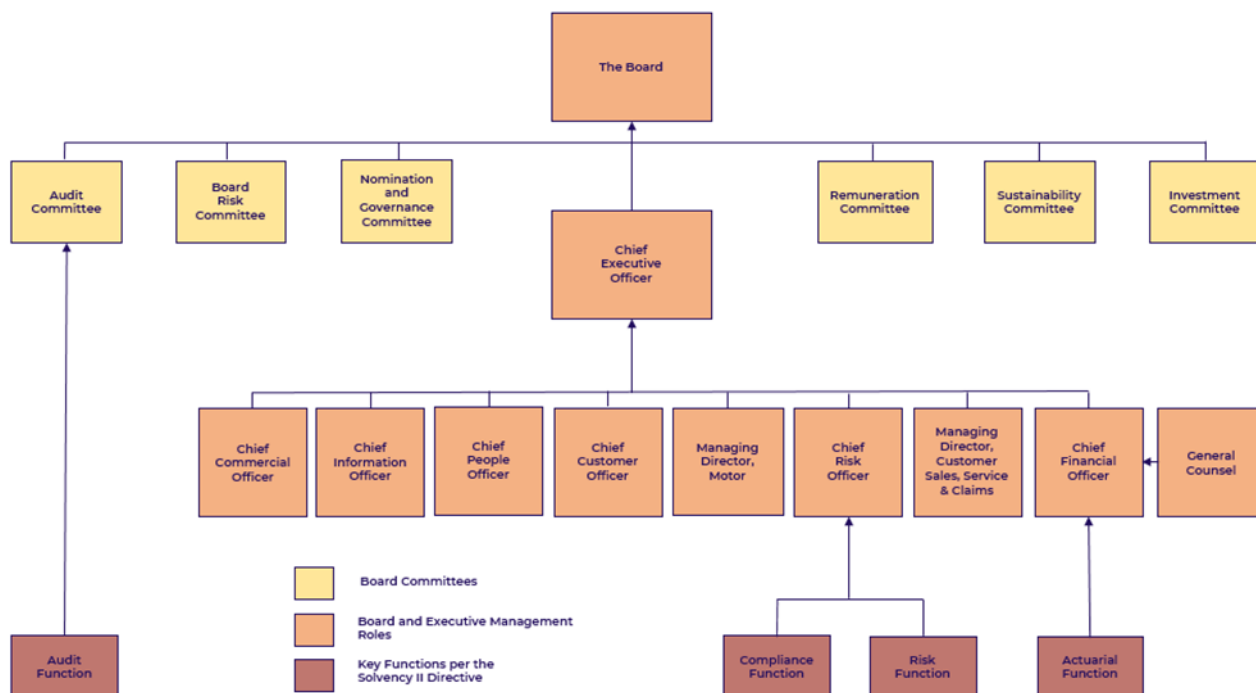 The Board
Audit
Committee
Board
Risk
Committee
Nomination
and
Governance
Committee
Remuneration
Committee
Sustainability
Committee
Investment
Committee
Chief
Executive
Officer
Chief
Commercial
Officer
Chief
Information
Officer
Chief
People
Officer
Chief
Customer
Officer
Managing
Director,
Motor
Chief
Risk
Officer
Managing
Director,
Customer
Sales, Service
& Claims
Chief
Financial
Officer
General
Counsel
Board Committees
Board and Executive Management
Roles
Key Functions per the
Solvency II Directive
Audit
Function
Compliance
Function
Risk
Function
Actuarial
Function